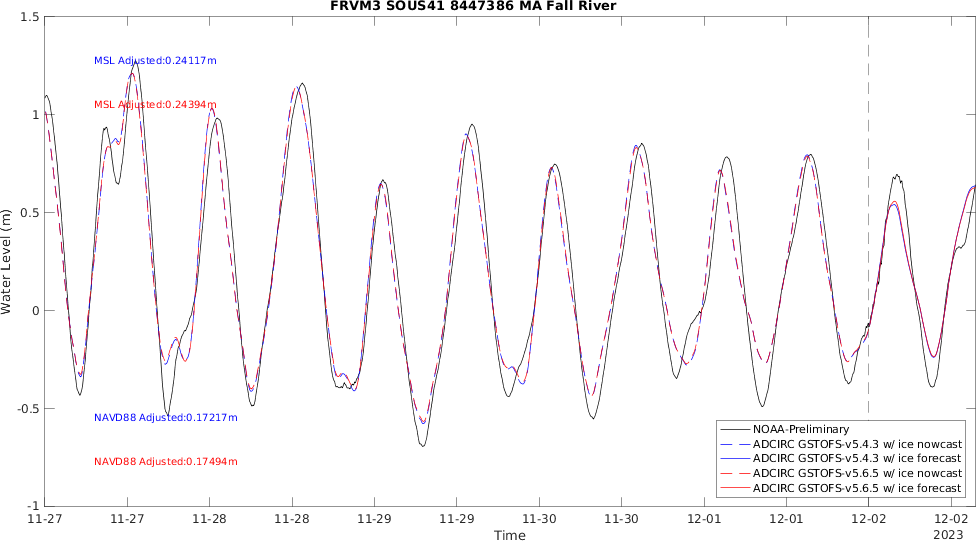 FRVM3 SOUS41 8447386 MA Fall River
1.5
1
0.5
0
-0.5
-1
Water Level (m)
MSL Adjusted:0.24117m
MSL Adjusted:0.24394m
NAVD88 Adjusted:0.17217m
NAVD88 Adjusted:0.17494m
NOAA-Preliminary
ADCIRC GSTOFS-v5.4.3 w/ ice nowcast
ADCIRC GSTOFS-v5.4.3 w/ ice forecast
ADCIRC GSTOFS-v5.6.5 w/ ice nowcast
ADCIRC GSTOFS-v5.6.5 w/ ice forecast
11-27 11-27 11-28 11-28 11-29 11-29 11-30 11-30 12-01 12-01 12-02 12-02
Time
2023